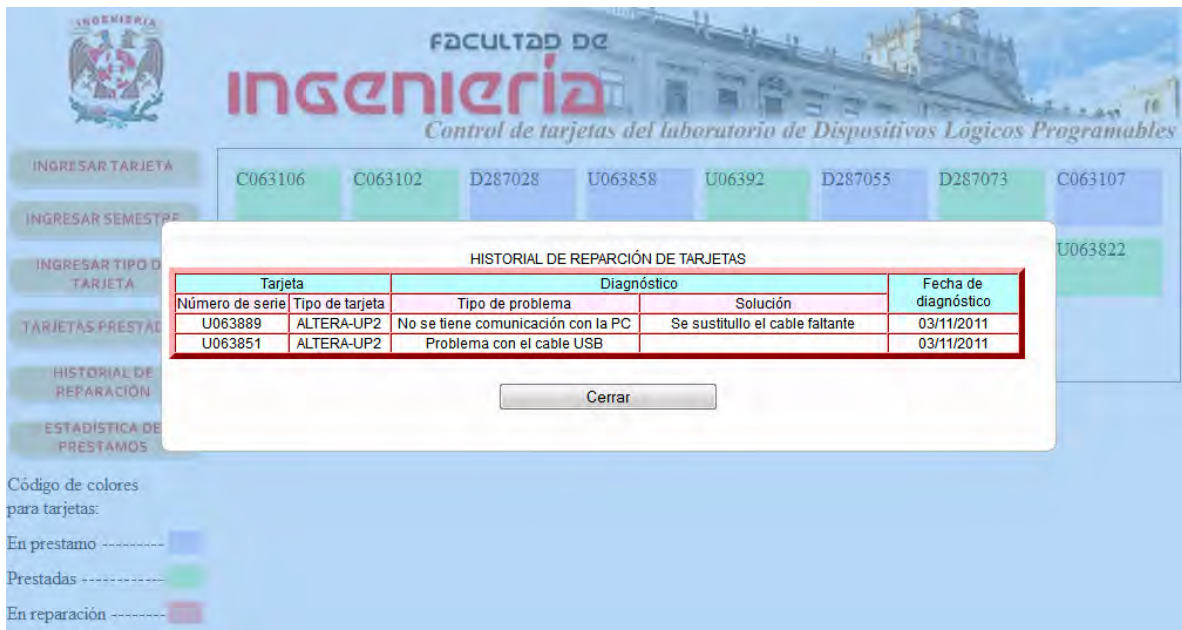 INGENIERIA
FACULTAD DE
INGENIERÍA
Control de tarjetas del laboratorio de Dispositivos Lógicos Programables
INGRESAR TARJETA
C063106 C063102 D287028 U063858 U06392 D287055 D287073 C063107
INGRESAR SEMESTRE
U063822
INGRESAR TIPO D
TARJETA
TARJETAS PRESTAD
HISTORIAL DE
REPARACIÓN
ESTADÍSTICA DE
PRESTAMOS
HISTORIAL DE REPARCIÓN DE TARJETAS
Tarjeta Diagnóstico Fecha de diagnóstico
Número de serie Tipo de tarjeta Tipo de problema Solución
U063889 ALTERA-UP2 No se tiene comunicación con la PC Se sustitullo el cable faltante 03/11/2011
U063851 ALTERA-UP2 Problema con el cable USB 03/11/2011
Cerrar
Código de colores
para tarjetas:
En prestamo ---------
Prestadas ------------
En reparación --------